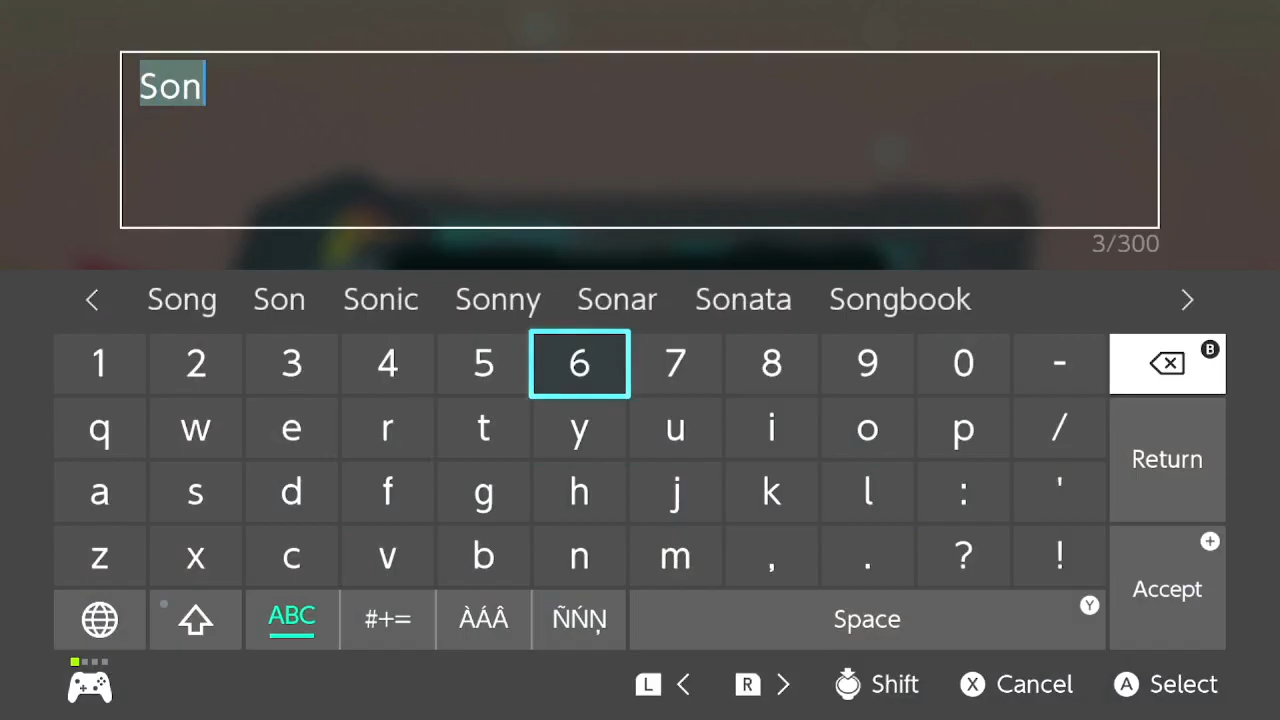 Son
3/300
Song Son Sonic Sonny Sonar Sonata Songbook
1 2 3 4 5 6 7 8 9 0 - B
q w e r t y u i o p /
Return
a s d f g h j k l : '
z x c v b n m , . ? ! +
Accept
ABC #+= ÀÁÂ ÑŃŅ Space Y
L R Shift X Cancel A Select